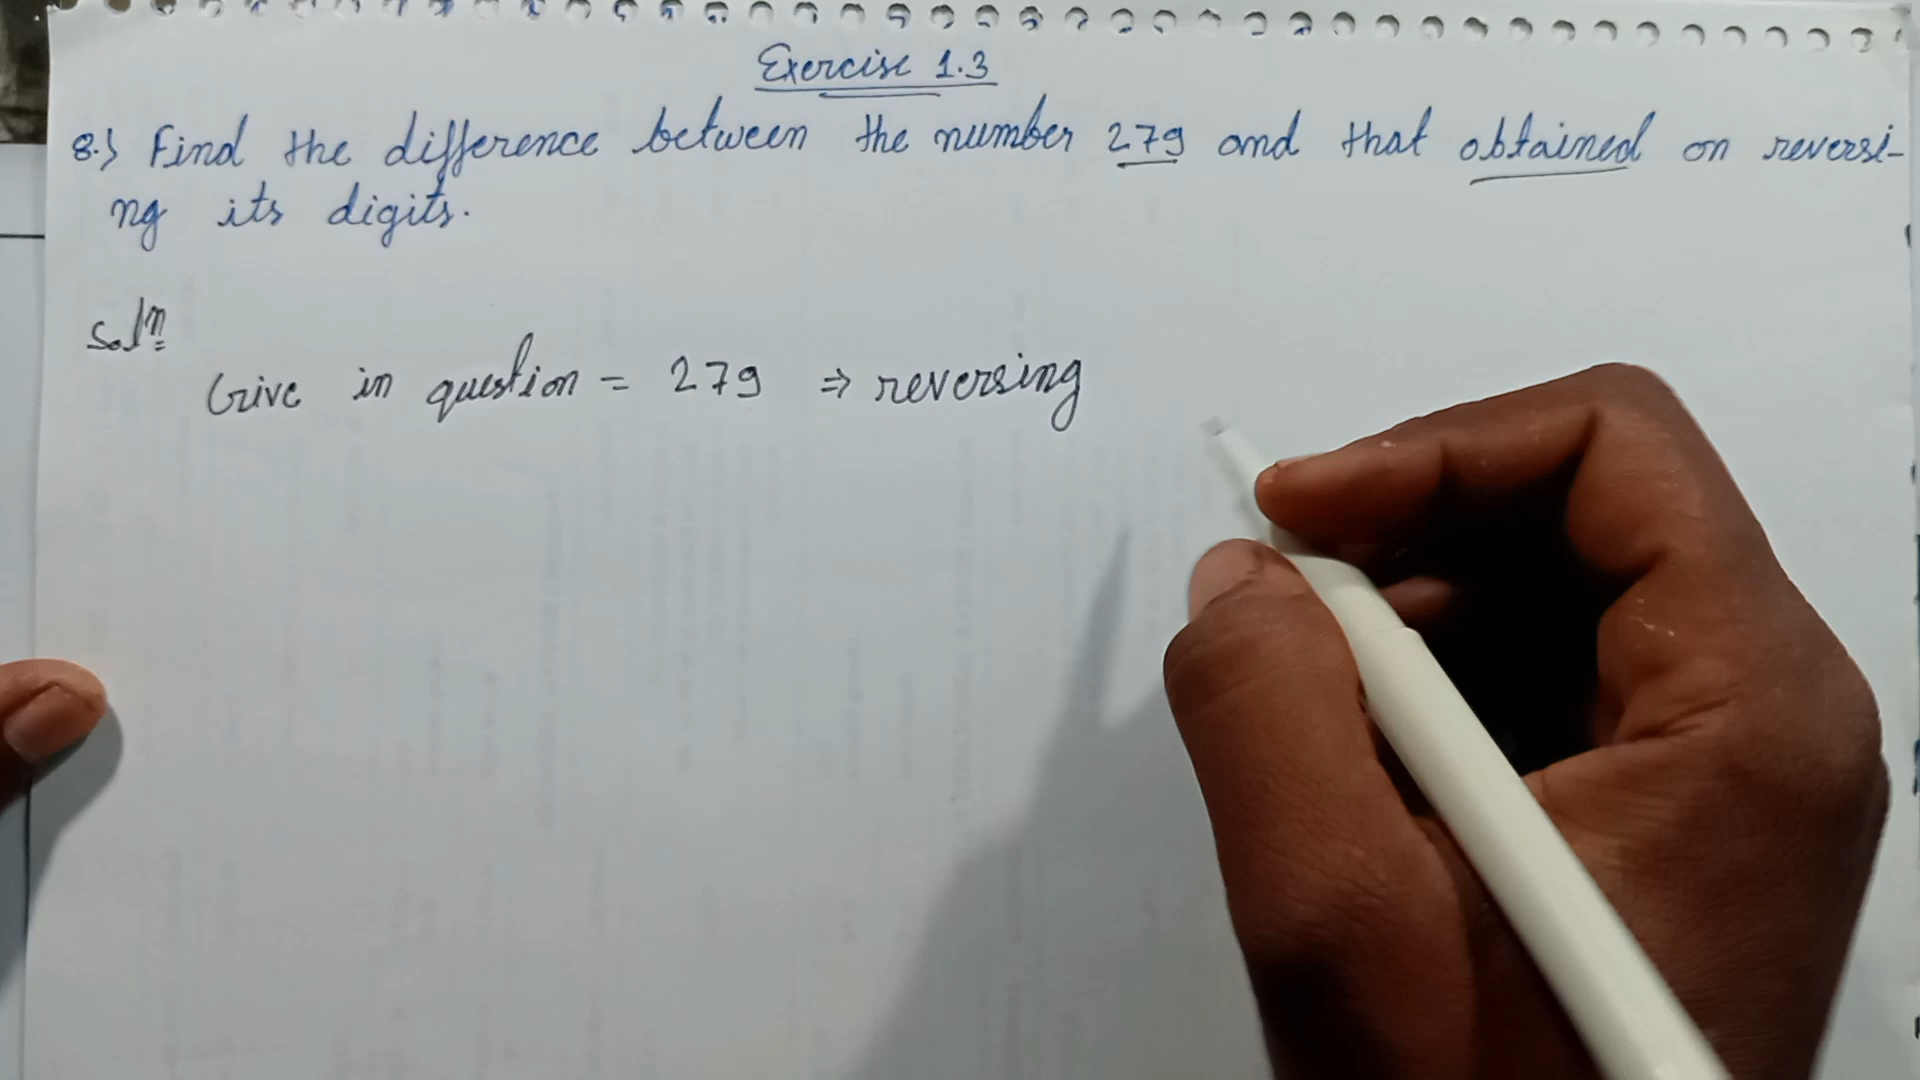 Exercise 1.3
8.) Find the difference between the number 279 and that obtained on reversi-
ng its digits.
Solⁿ
Give in question = 279 ⇒ reversing